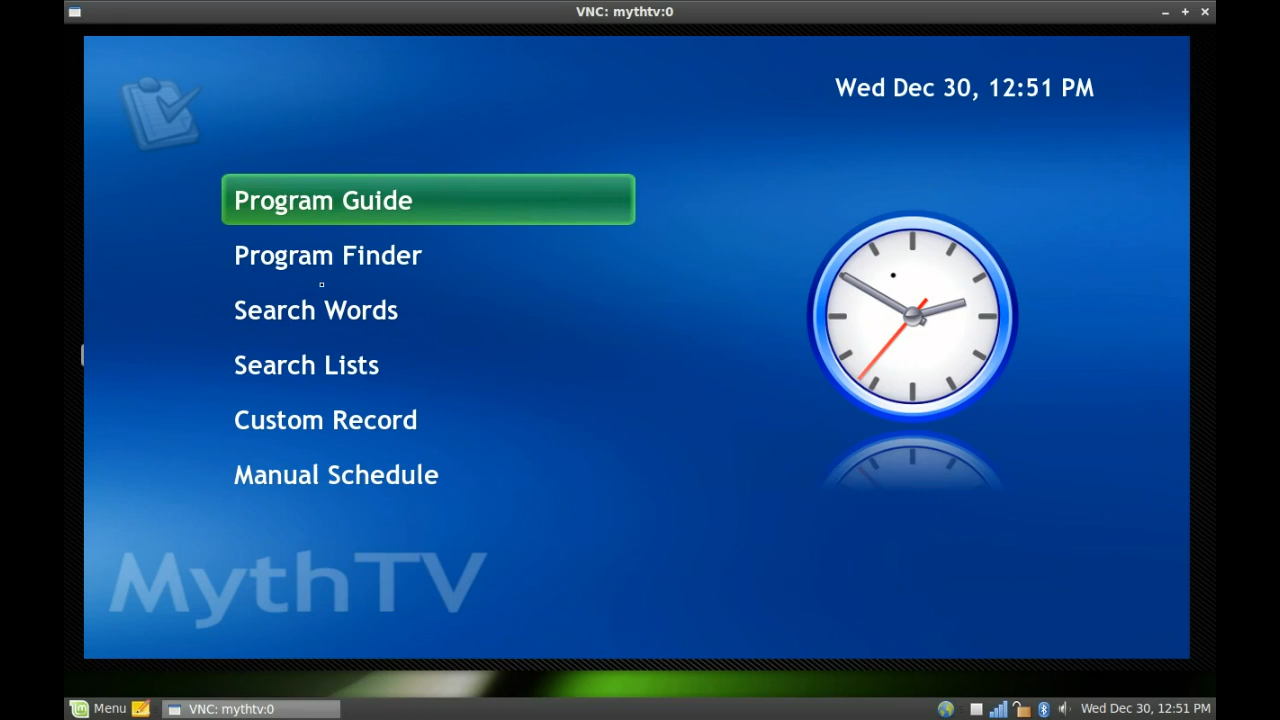 VNC: mythtv:0
Wed Dec 30, 12:51 PM
Program Guide
Program Finder
Search Words
Search Lists
Custom Record
Manual Schedule
MythTV
Menu
VNC: mythtv:0
Wed Dec 30, 12:51 PM